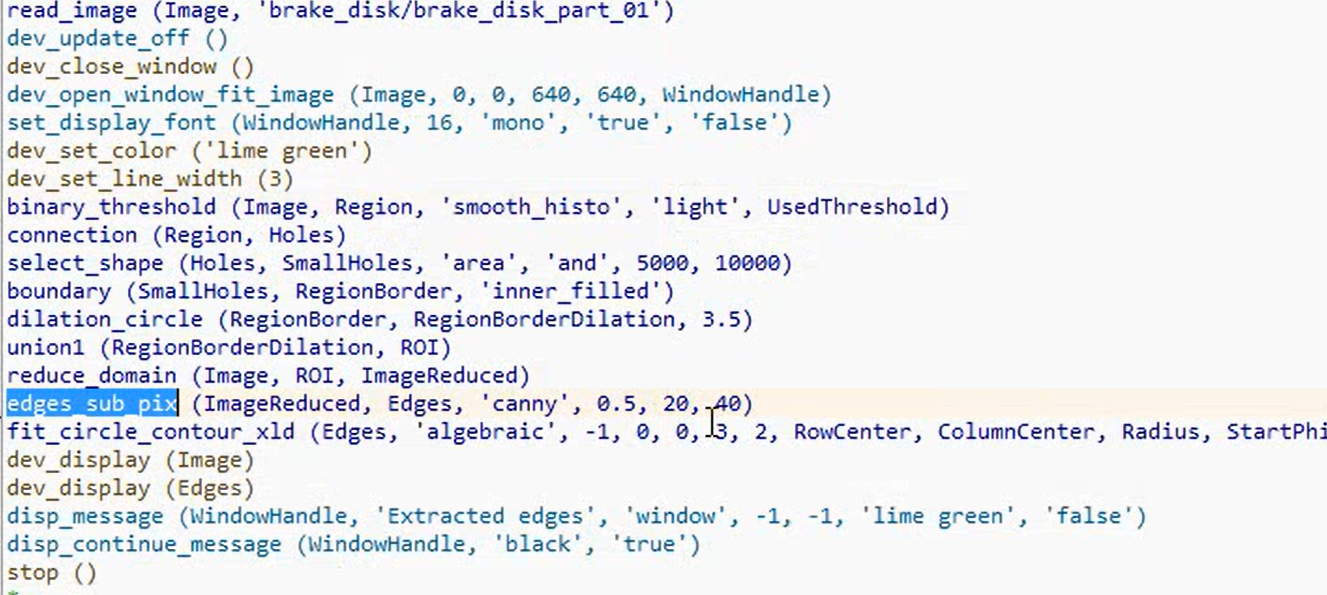 read_image (Image, 'brake_disk/brake_disk_part_01')
dev_update_off ()
dev_close_window ()
dev_open_window_fit_image (Image, 0, 0, 640, 640, WindowHandle)
set_display_font (WindowHandle, 16, 'mono', 'true', 'false')
dev_set_color ('lime green')
dev_set_line_width (3)
binary_threshold (Image, Region, 'smooth_histo', 'light', UsedThreshold)
connection (Region, Holes)
select_shape (Holes, SmallHoles, 'area', 'and', 5000, 10000)
boundary (SmallHoles, RegionBorder, 'inner_filled')
dilation_circle (RegionBorder, RegionBorderDilation, 3.5)
union1 (RegionBorderDilation, ROI)
reduce_domain (Image, ROI, ImageReduced)
edges_sub_pix (ImageReduced, Edges, 'canny', 0.5, 20, 40)
fit_circle_contour_xld (Edges, 'algebraic', -1, 0, 0, 3, 2, RowCenter, ColumnCenter, Radius, StartPhi
dev_display (Image)
dev_display (Edges)
disp_message (WindowHandle, 'Extracted edges', 'window', -1, -1, 'lime green', 'false')
disp_continue_message (WindowHandle, 'black', 'true')
stop ()